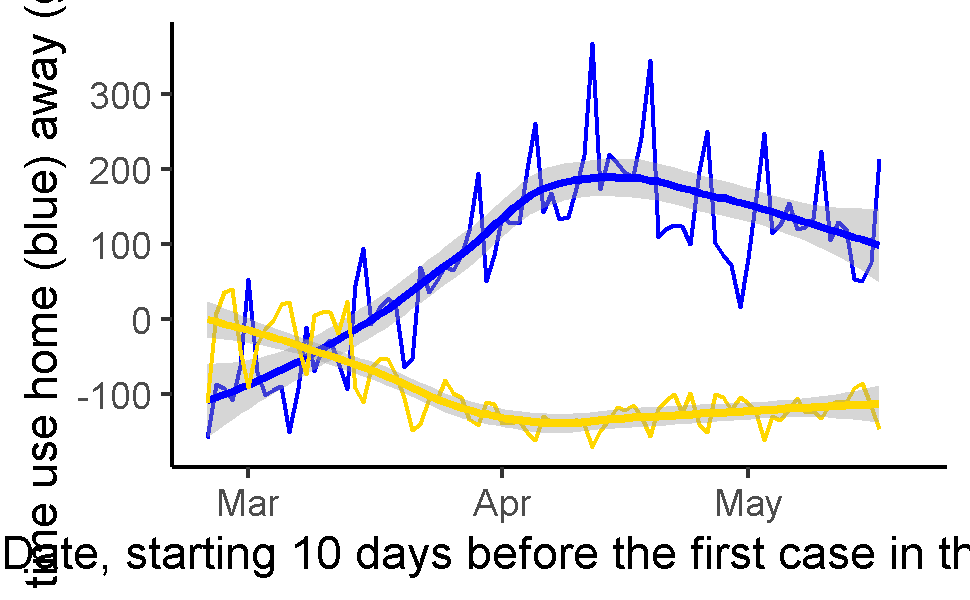 time use home (blue) away (
300
200
100
0
-100
Mar Apr May
Date, starting 10 days before the first case in th